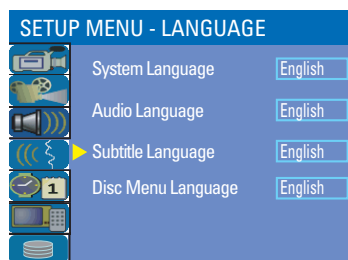 SETUP MENU - LANGUAGE
System Language English
Audio Language English
Subtitle Language English
Disc Menu Language English
1